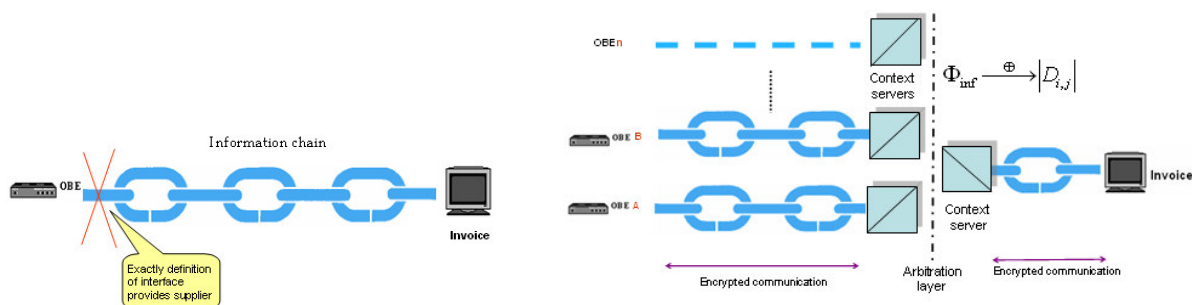 Information chain
OBE
Invoice
Exactly definition
of interface
provides supplier
OBEn
Context
servers
Φinf ⊕→ |Di,j|
OBE B
OBE A
Context
server
Invoice
Encrypted communication
Arbitration
layer
Encrypted communication